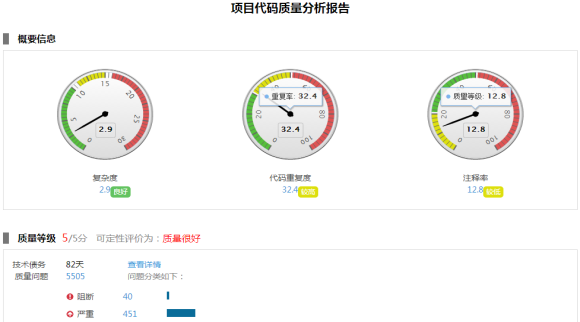 项目代码质量分析报告
概要信息
0 5 10 15 20 25 30
2.9
复杂度
2.9 良好
重复率: 32.4
20 80 100
32.4
代码重复度
32.4 较高
质量等级: 12.8
0 20 80 100
12.8
注释率
12.8 较低
质量等级 5/5分 可定性评价为：质量很好
技术债务 82天 查看详情
质量问题 5505 问题分类如下：
阻断 40
严重 451